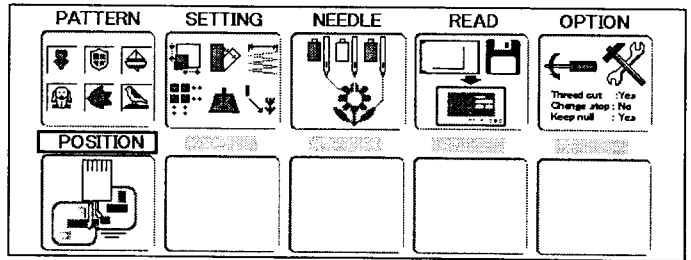 PATTERN SETTING NEEDLE READ OPTION
Thread cut :Yes
Change stop : No
Keep null : Yes
POSITION